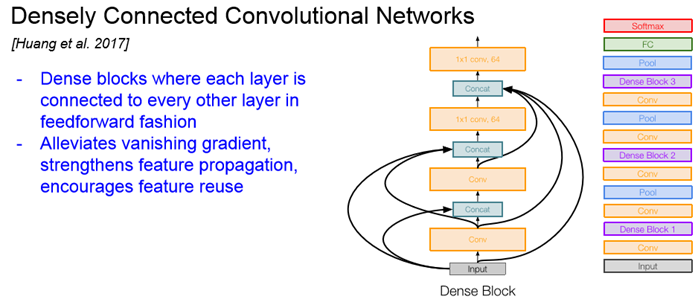 Densely Connected Convolutional Networks
[Huang et al. 2017]
- Dense blocks where each layer is
connected to every other layer in
feedforward fashion
- Alleviates vanishing gradient,
strengthens feature propagation,
encourages feature reuse
1x1 conv, 64
Concat
1x1 conv, 64
Concat
Conv
Concat
Conv
Input
Dense Block
Softmax
FC
Pool
Dense Block 3
Conv
Pool
Conv
Dense Block 2
Conv
Pool
Conv
Dense Block 1
Conv
Input